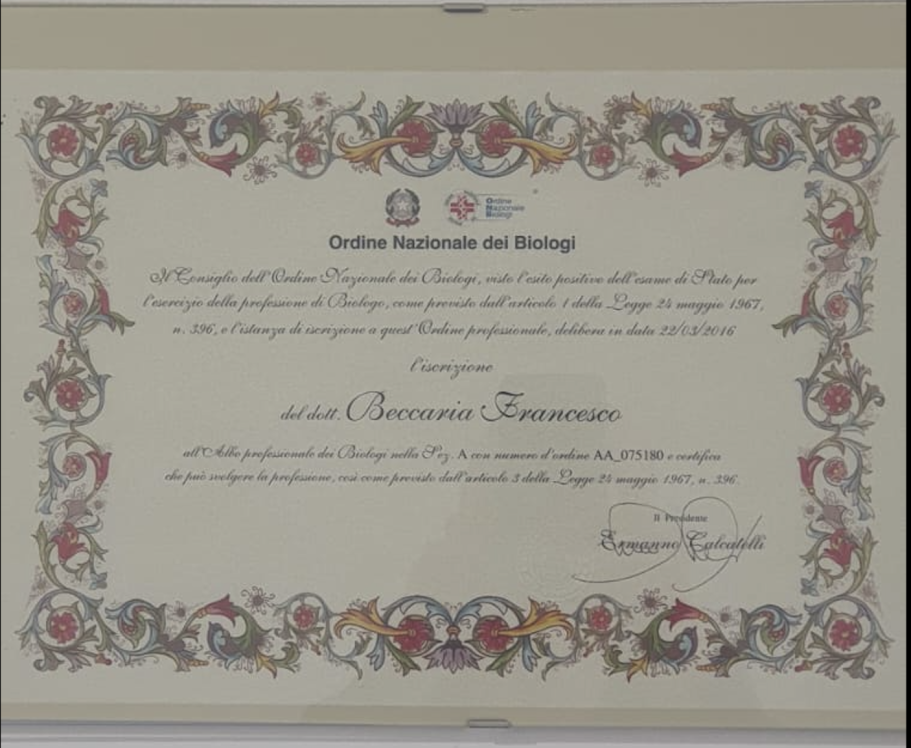 Ordine
Nazionale
Biologi
Ordine Nazionale dei Biologi
Il Consiglio dell'Ordine Nazionale dei Biologi, visto l'esito positivo dell'esame di Stato per
l'esercizio della professione di Biologo, come previsto dall'articolo 1 della Legge 24 maggio 1967,
n. 396, e l'istanza di iscrizione a quest'Ordine professionale, delibera in data 22/03/2016
l'iscrizione
del dott. Beccaria Francesco
all'Albo professionale dei Biologi nella Sez. A con numero d'ordine AA_075180 e certifica
che può svolgere la professione, così come previsto dall'articolo 3 della Legge 24 maggio 1967, n. 396.
Il Presidente
Ermanno Calcatelli